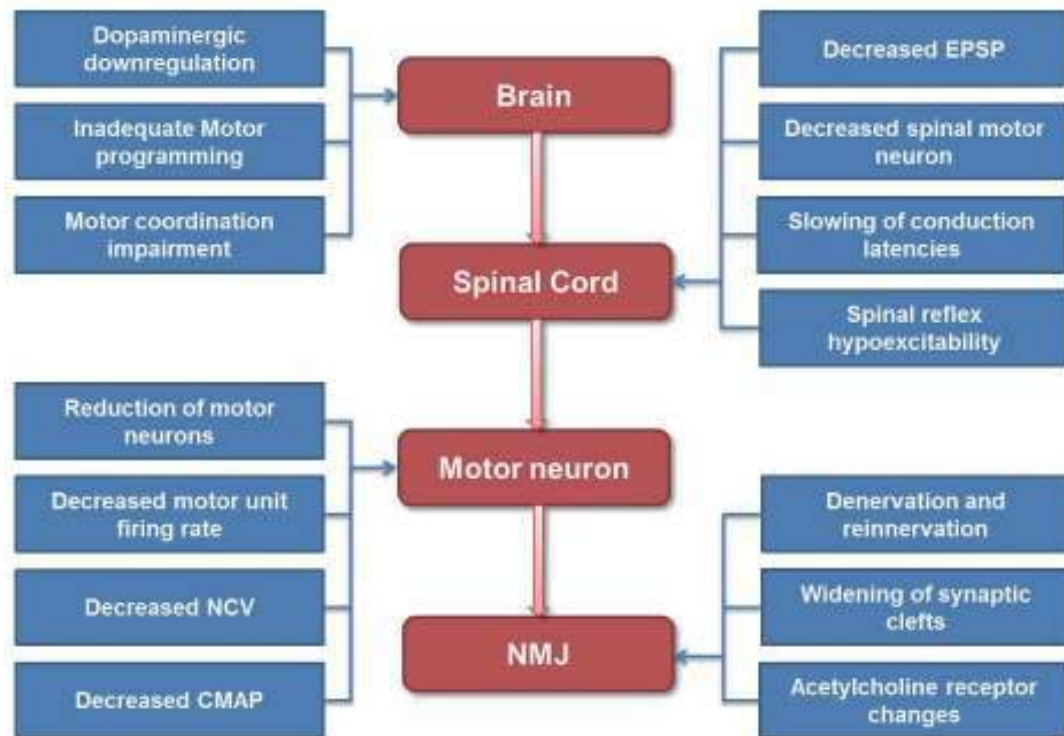 Dopaminergic
downregulation
Inadequate Motor
programming
Motor coordination
impairment
Brain
Decreased EPSP
Decreased spinal motor
neuron
Slowing of conduction
latencies
Spinal reflex
hypoexcitability
Spinal Cord
Reduction of motor
neurons
Decreased motor unit
firing rate
Decreased NCV
Decreased CMAP
Motor neuron
Denervation and
reinnervation
Widening of synaptic
clefts
Acetylcholine receptor
changes
NMJ